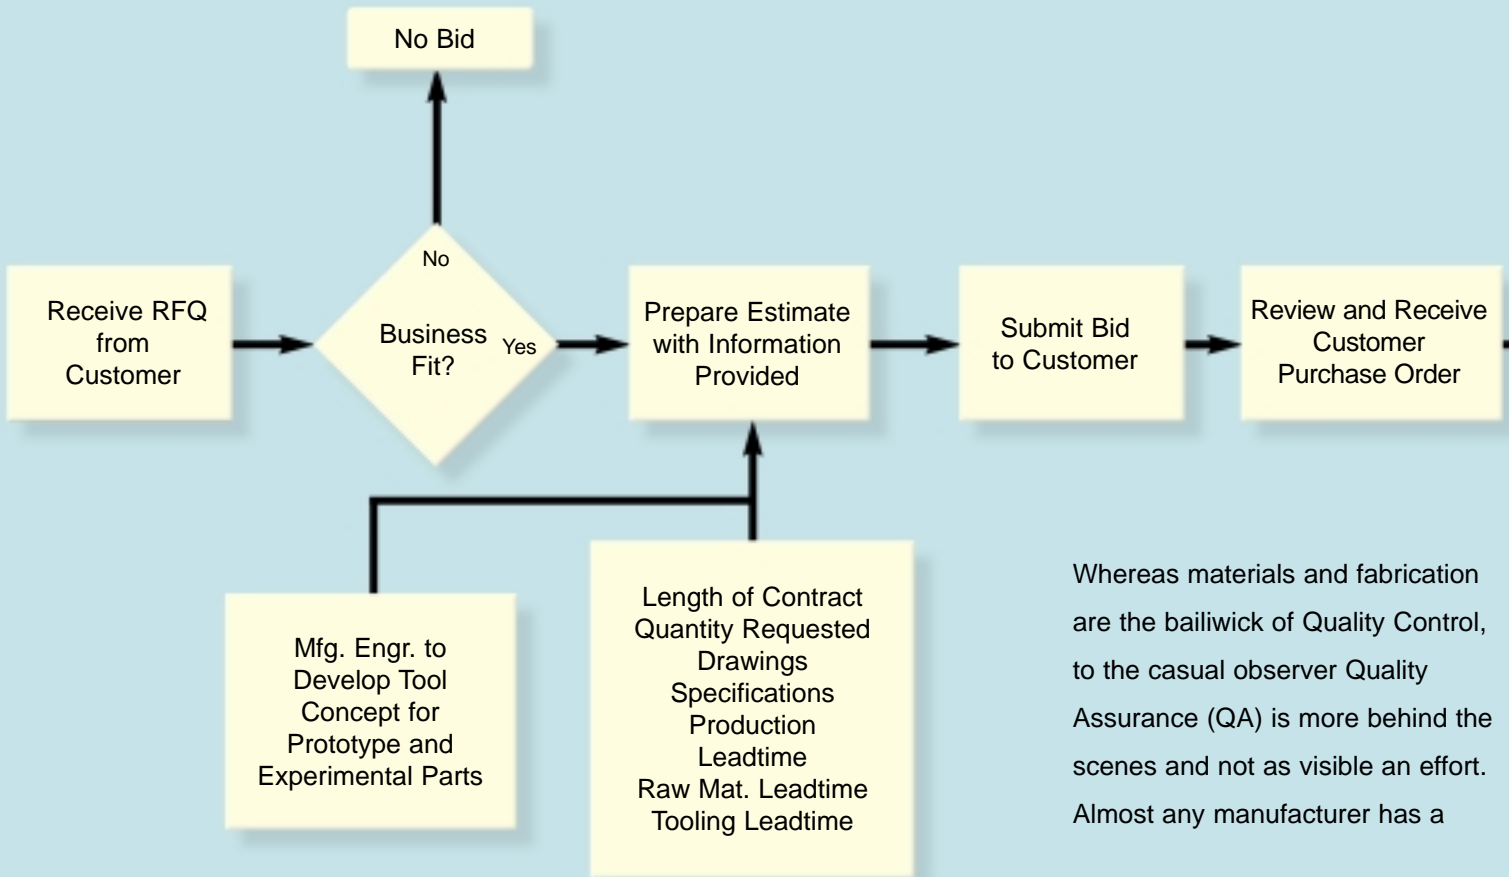 No Bid
No
Receive RFQ
from
Customer
Business
Fit?
Yes
Prepare Estimate
with Information
Provided
Submit Bid
to Customer
Review and Receive
Customer
Purchase Order
Mfg. Engr. to
Develop Tool
Concept for
Prototype and
Experimental Parts
Length of Contract
Quantity Requested
Drawings
Specifications
Production
Leadtime
Raw Mat. Leadtime
Tooling Leadtime
Whereas materials and fabrication
are the bailiwick of Quality Control,
to the casual observer Quality
Assurance (QA) is more behind the
scenes and not as visible an effort.
Almost any manufacturer has a